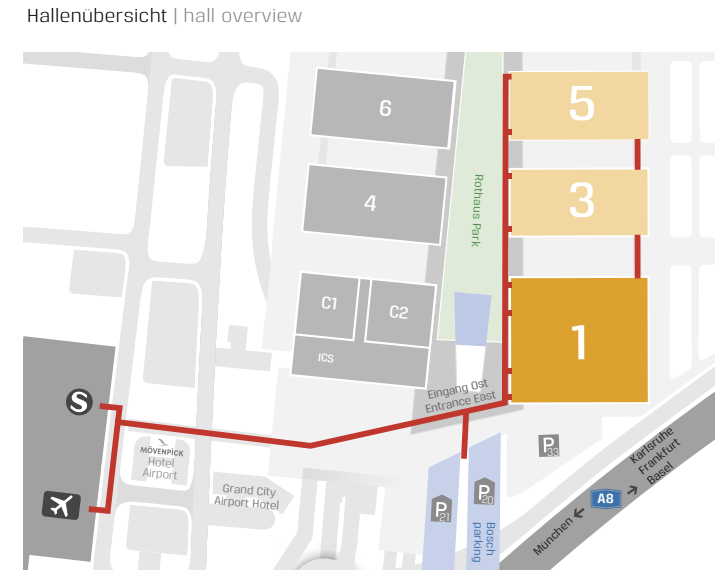 Hallenübersicht | hall overview
6
5
4
3
Rothaus Park
C1
C2
ICS
1
Eingang Ost
Entrance East
S
MÖVENPICK
Hotel
Airport
Grand City
Airport Hotel
P
33
P
20
P
21
Bosch
parking
Karlsruhe
Frankfurt
Basel
A8
München